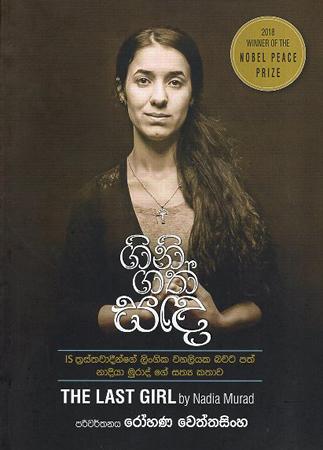 2018
WINNER OF THE
NOBEL PEACE
PRIZE
ගිනි
ගත්
සඳ
IS ත්‍රස්තවාදීන්ගේ ලිංගික වහලියක බවට පත්
නාදියා මුරාද් ගේ සත්‍ය කතාව
THE LAST GIRL by Nadia Murad
පරිවර්තනය රෝහණ වෙත්තසිංහ